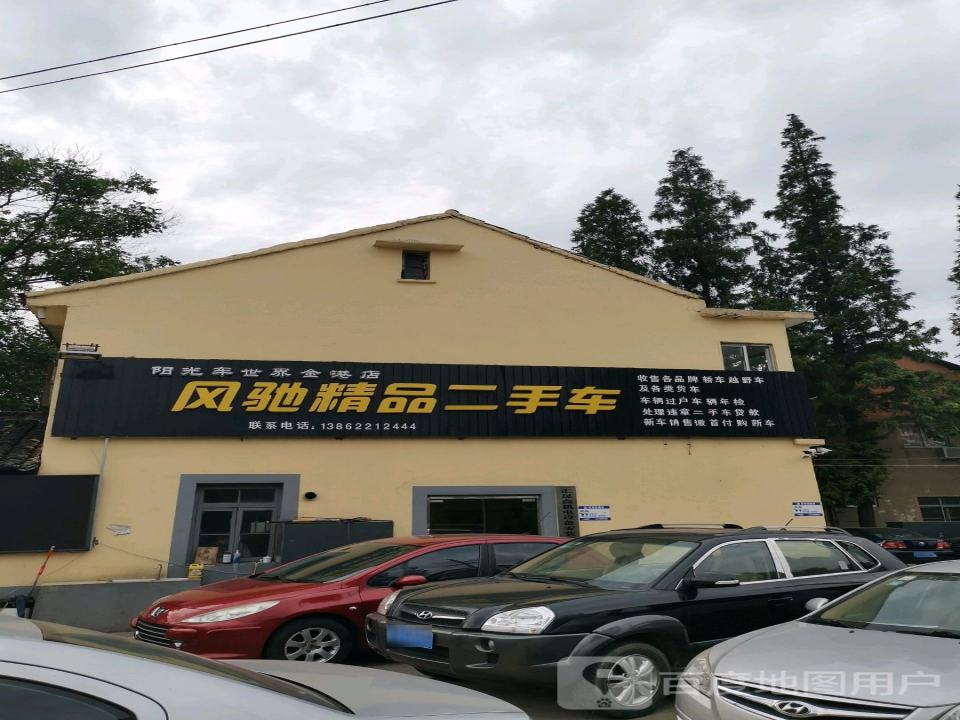 阳光车世界金港店
风驰精品二手车
联系电话:13862212444
收售各品牌轿车越野车
及各类货车
车辆过户车辆年检
处理违章二手车贷款
新车销售缴首付购新车
百度地图用户